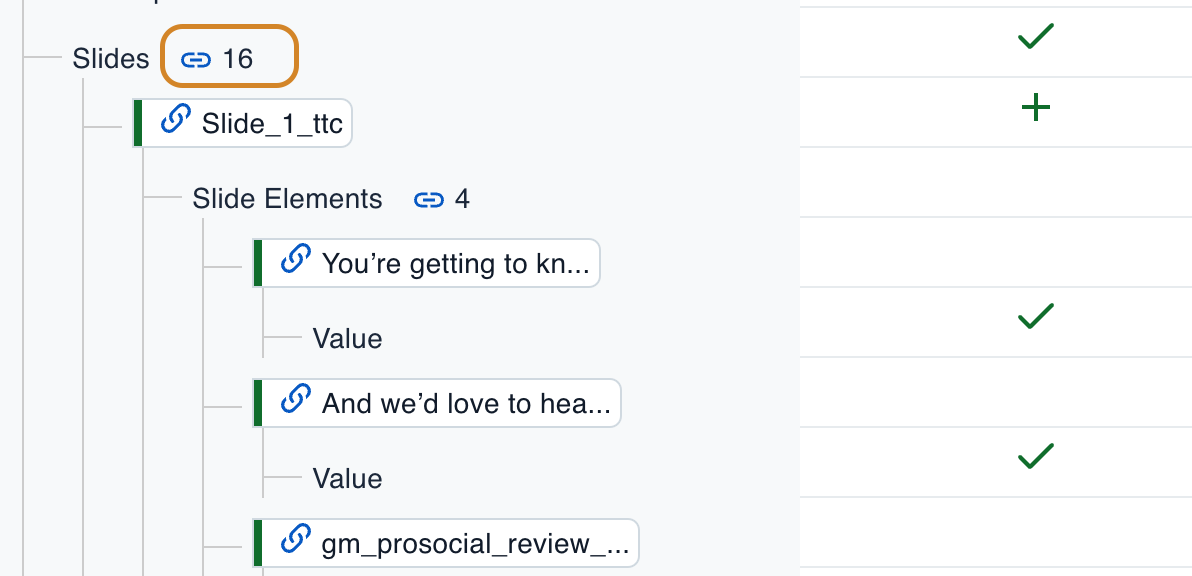 Slides 16
Slide_1_ttc
Slide Elements 4
You’re getting to kn...
Value
And we’d love to hea...
Value
gm_prosocial_review_...